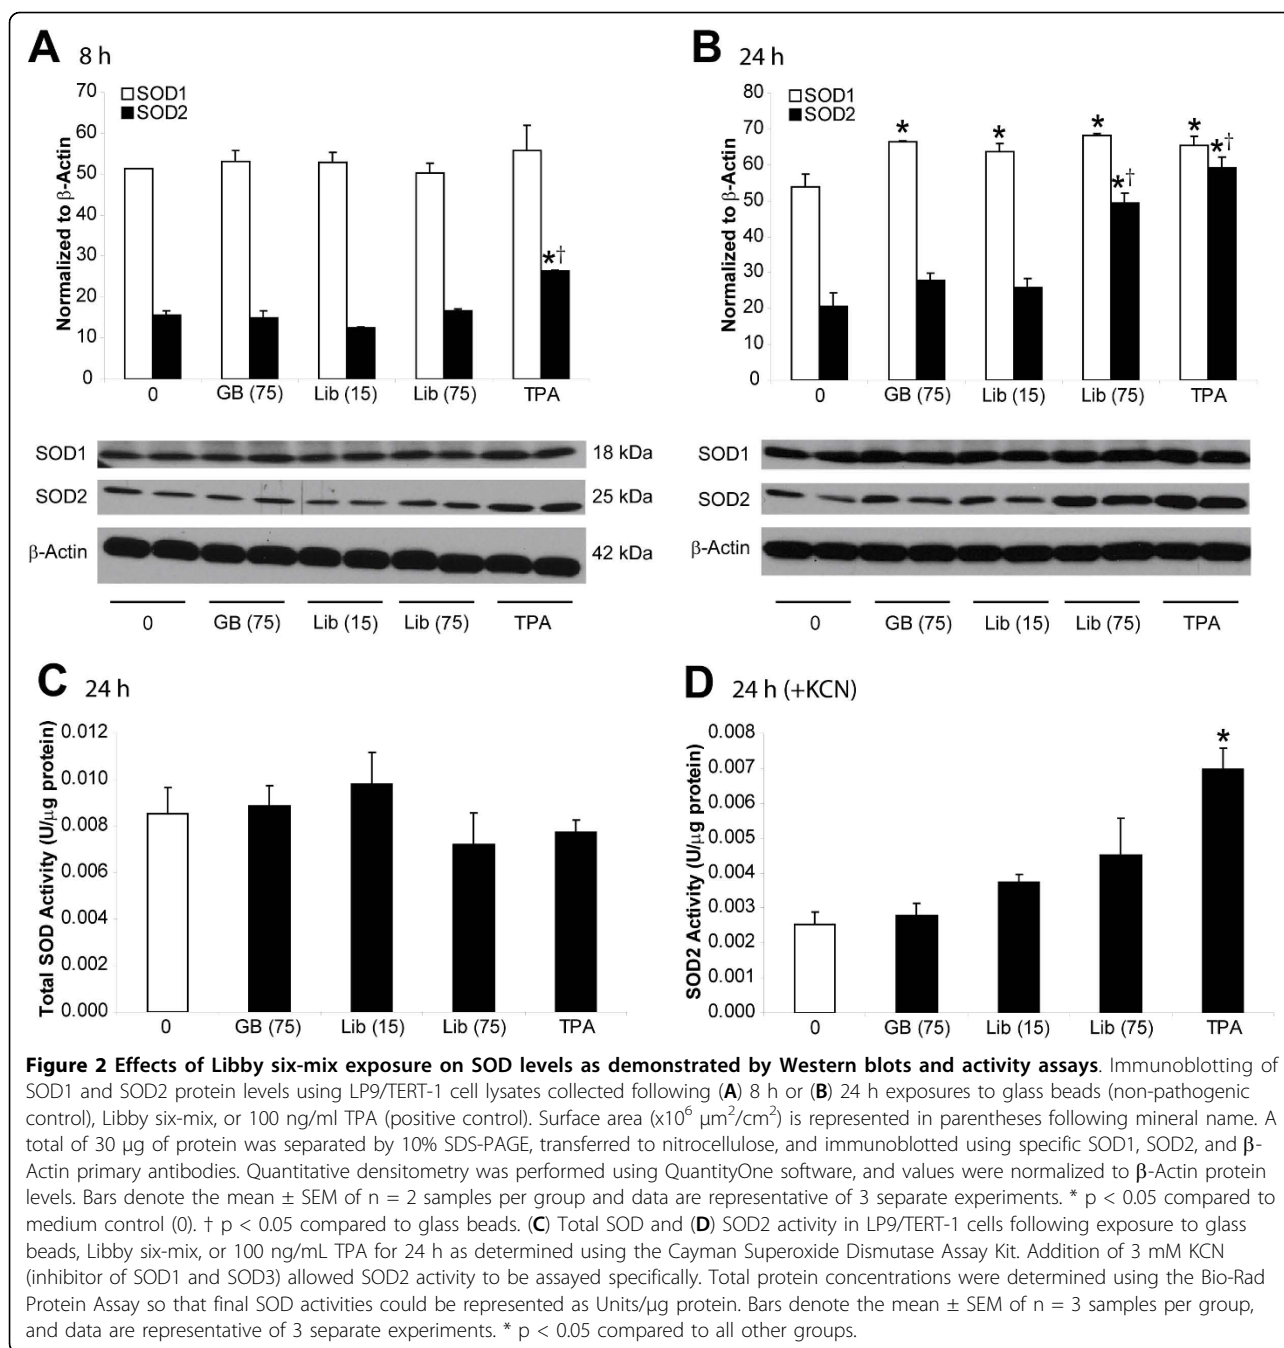 A 8 h
70
60
50
40
30
20
10
0
Normalized to β-Actin
SOD1
SOD2
*†
0 GB (75) Lib (15) Lib (75) TPA
SOD1 18 kDa
SOD2 25 kDa
β-Actin 42 kDa
0 GB (75) Lib (15) Lib (75) TPA
B 24 h
80
70
60
50
40
30
20
10
0
Normalized to β-Actin
SOD1
SOD2
* * * *
*† *†
0 GB (75) Lib (15) Lib (75) TPA
SOD1
SOD2
β-Actin
0 GB (75) Lib (15) Lib (75) TPA
C 24 h
0.012
0.010
0.008
0.006
0.004
0.002
0.000
Total SOD Activity (U/µg protein)
0 GB (75) Lib (15) Lib (75) TPA
D 24 h (+KCN)
0.008
0.007
0.006
0.005
0.004
0.003
0.002
0.001
0.000
SOD2 Activity (U/µg protein)
*
0 GB (75) Lib (15) Lib (75) TPA
Figure 2 Effects of Libby six-mix exposure on SOD levels as demonstrated by Western blots and activity assays. Immunoblotting of
SOD1 and SOD2 protein levels using LP9/TERT-1 cell lysates collected following (A) 8 h or (B) 24 h exposures to glass beads (non-pathogenic
control), Libby six-mix, or 100 ng/ml TPA (positive control). Surface area (x10⁶ µm²/cm²) is represented in parentheses following mineral name. A
total of 30 µg of protein was separated by 10% SDS-PAGE, transferred to nitrocellulose, and immunoblotted using specific SOD1, SOD2, and β-
Actin primary antibodies. Quantitative densitometry was performed using QuantityOne software, and values were normalized to β-Actin protein
levels. Bars denote the mean ± SEM of n = 2 samples per group and data are representative of 3 separate experiments. * p < 0.05 compared to
medium control (0). † p < 0.05 compared to glass beads. (C) Total SOD and (D) SOD2 activity in LP9/TERT-1 cells following exposure to glass
beads, Libby six-mix, or 100 ng/mL TPA for 24 h as determined using the Cayman Superoxide Dismutase Assay Kit. Addition of 3 mM KCN
(inhibitor of SOD1 and SOD3) allowed SOD2 activity to be assayed specifically. Total protein concentrations were determined using the Bio-Rad
Protein Assay so that final SOD activities could be represented as Units/µg protein. Bars denote the mean ± SEM of n = 3 samples per group,
and data are representative of 3 separate experiments. * p < 0.05 compared to all other groups.